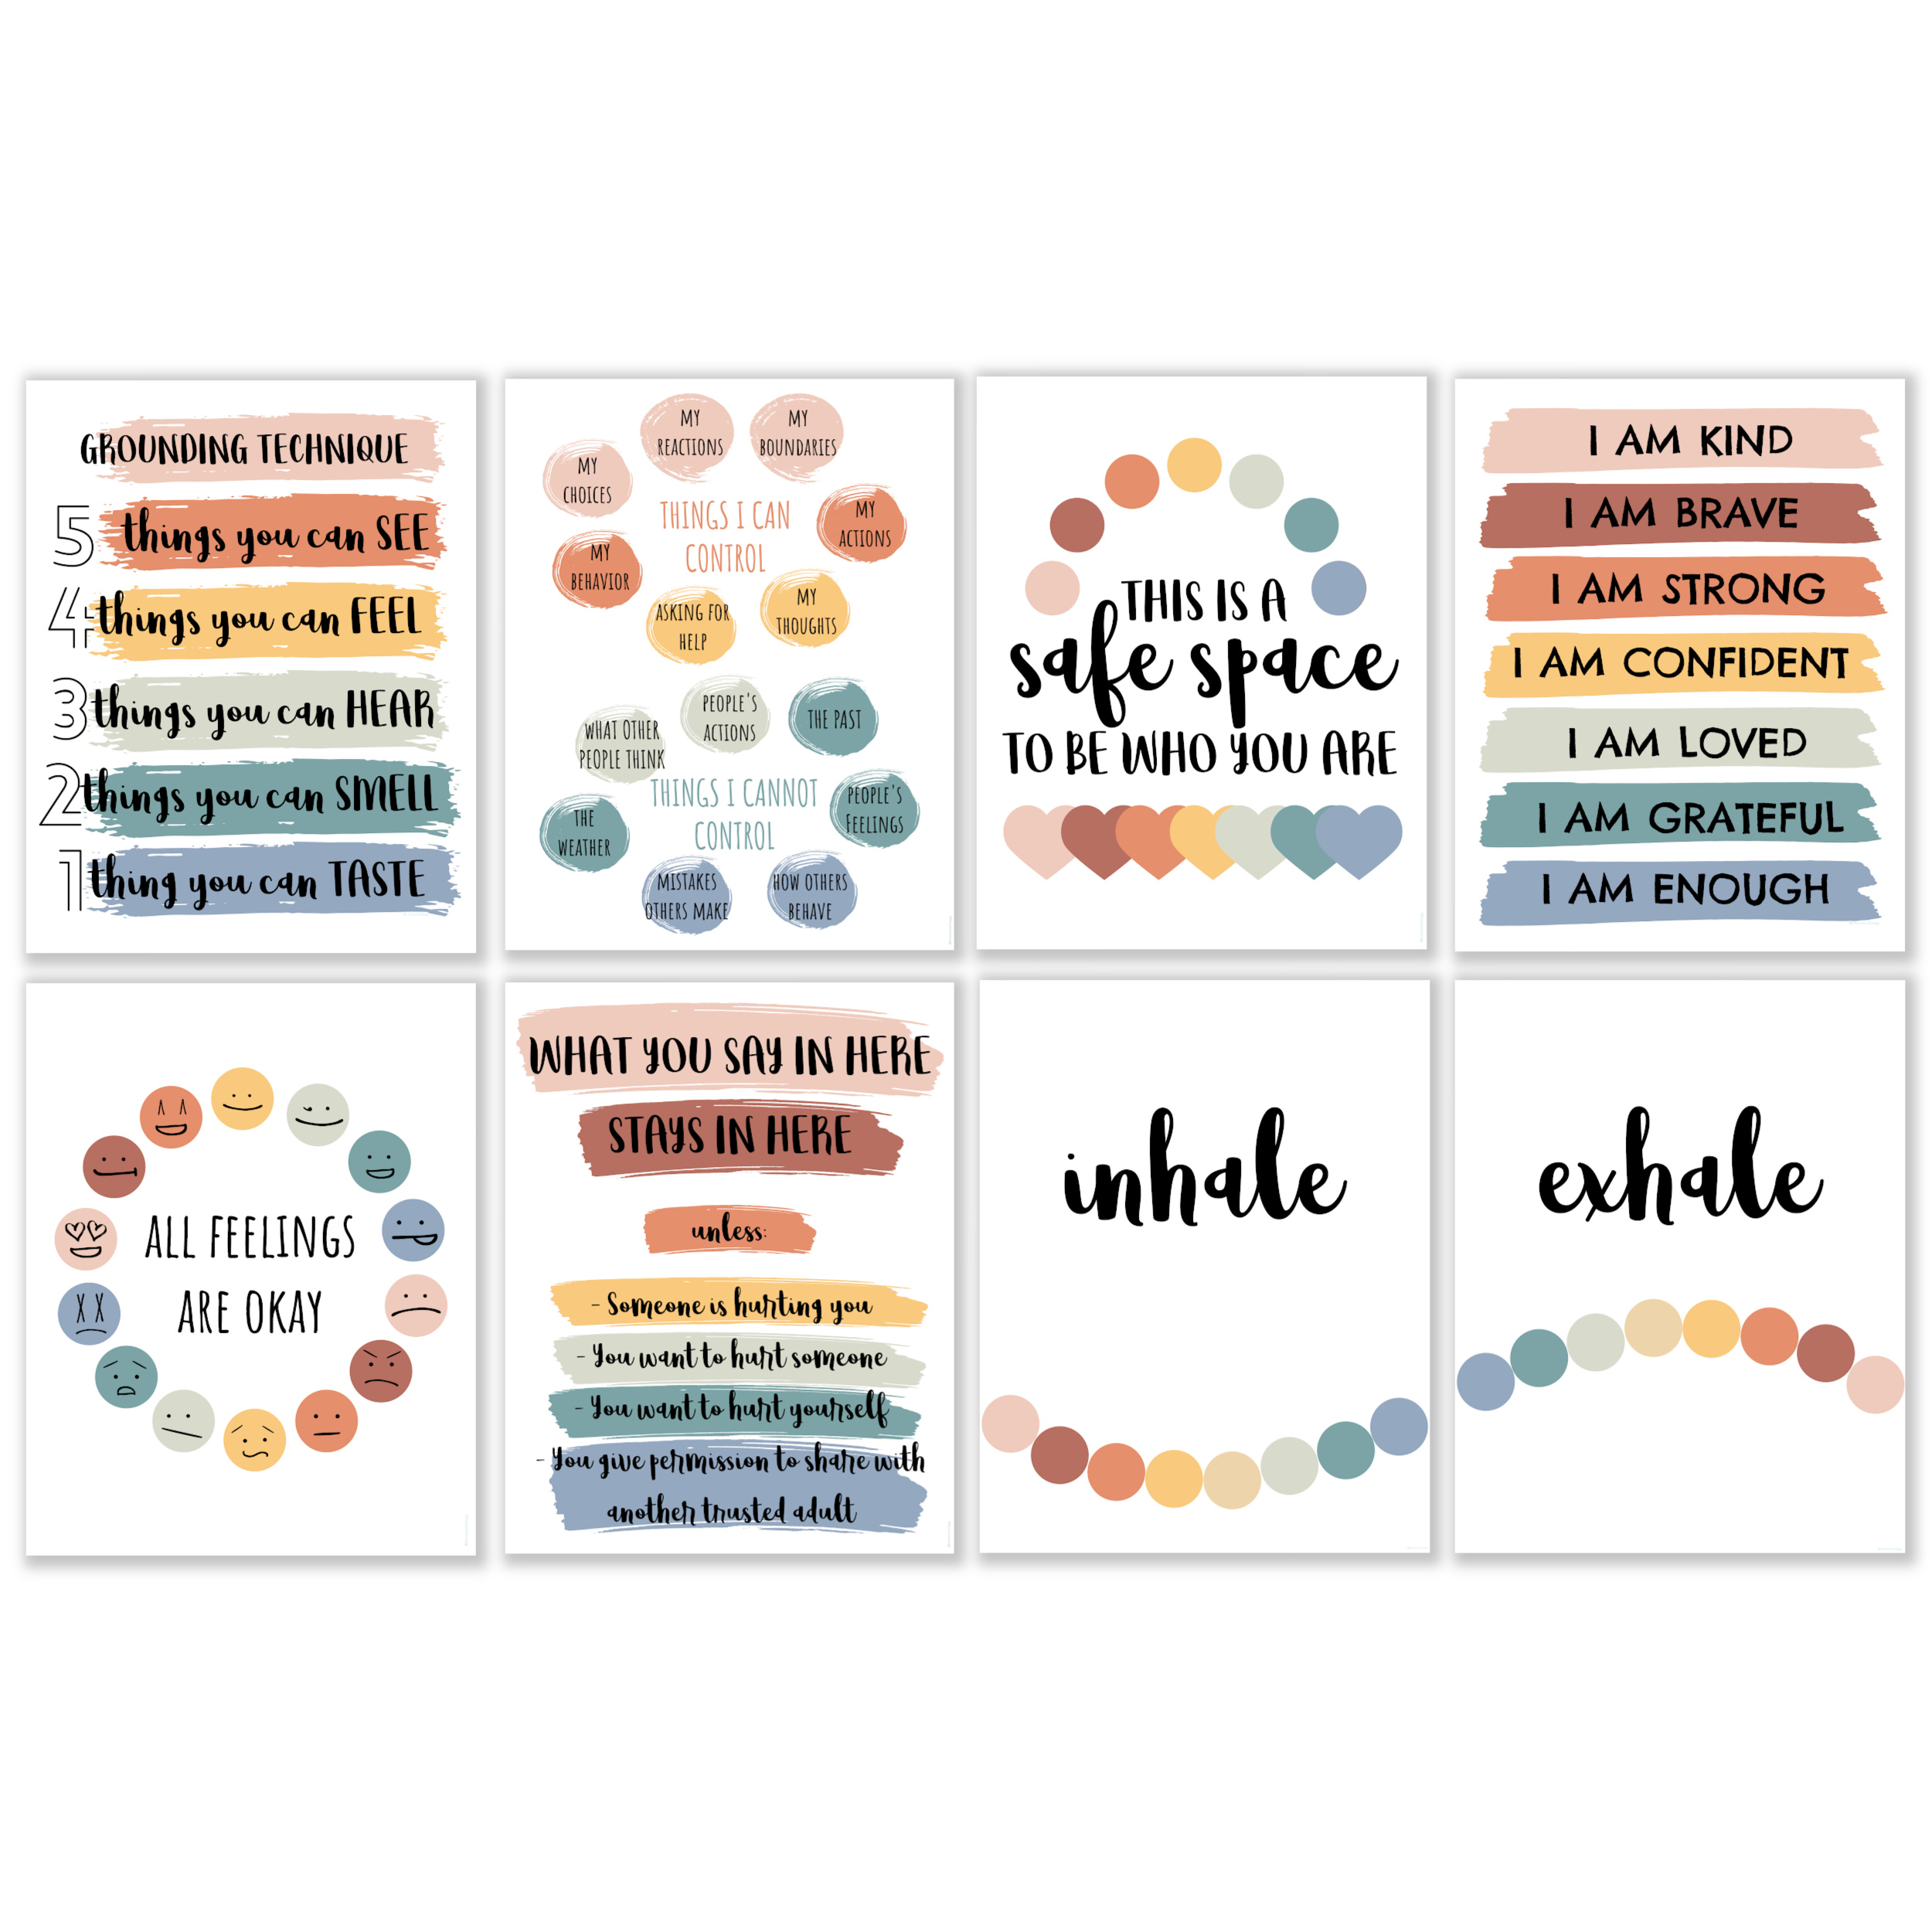 GROUNDING TECHNIQUE
5 things you can SEE
4 things you can FEEL
3 things you can HEAR
2 things you can SMELL
1 thing you can TASTE
MY
REACTIONS
MY
BOUNDARIES
MY
CHOICES
THINGS I CAN
CONTROL
MY
ACTIONS
MY
BEHAVIOR
ASKING FOR
HELP
MY
THOUGHTS
PEOPLE'S
ACTIONS
THE PAST
WHAT OTHER
PEOPLE THINK
THINGS I CANNOT
CONTROL
PEOPLE'S
FEELINGS
THE
WEATHER
MISTAKES
OTHERS MAKE
HOW OTHERS
BEHAVE
THIS IS A
safe space
TO BE WHO YOU ARE
I AM KIND
I AM BRAVE
I AM STRONG
I AM CONFIDENT
I AM LOVED
I AM GRATEFUL
I AM ENOUGH
ALL FEELINGS
ARE OKAY
WHAT YOU SAY IN HERE
STAYS IN HERE
unless:
- Someone is hurting you
- You want to hurt someone
- You want to hurt yourself
- You give permission to share with
another trusted adult
inhale
exhale